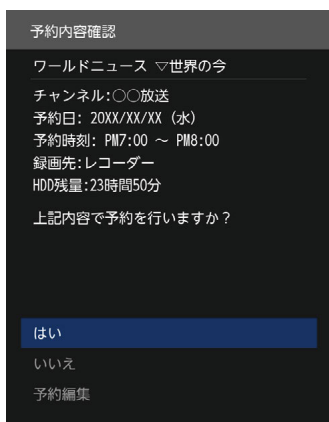 予約内容確認
ワールドニュース ▽世界の今
チャンネル:○○放送
予約日: 20XX/XX/XX (水)
予約時刻: PM7:00 ～ PM8:00
録画先:レコーダー
HDD残量:23時間50分
上記内容で予約を行いますか？
はい
いいえ
予約編集